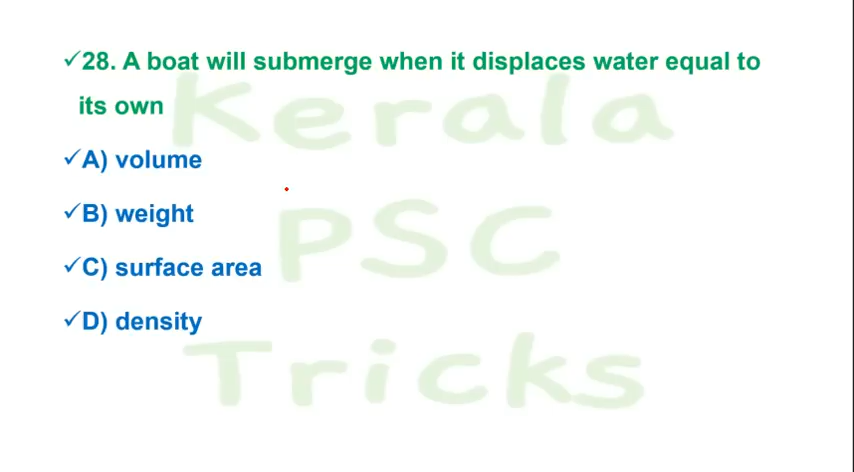 ✓28. A boat will submerge when it displaces water equal to
its own
✓A) volume
✓B) weight
✓C) surface area
✓D) density
Kerala
PSC
Tricks